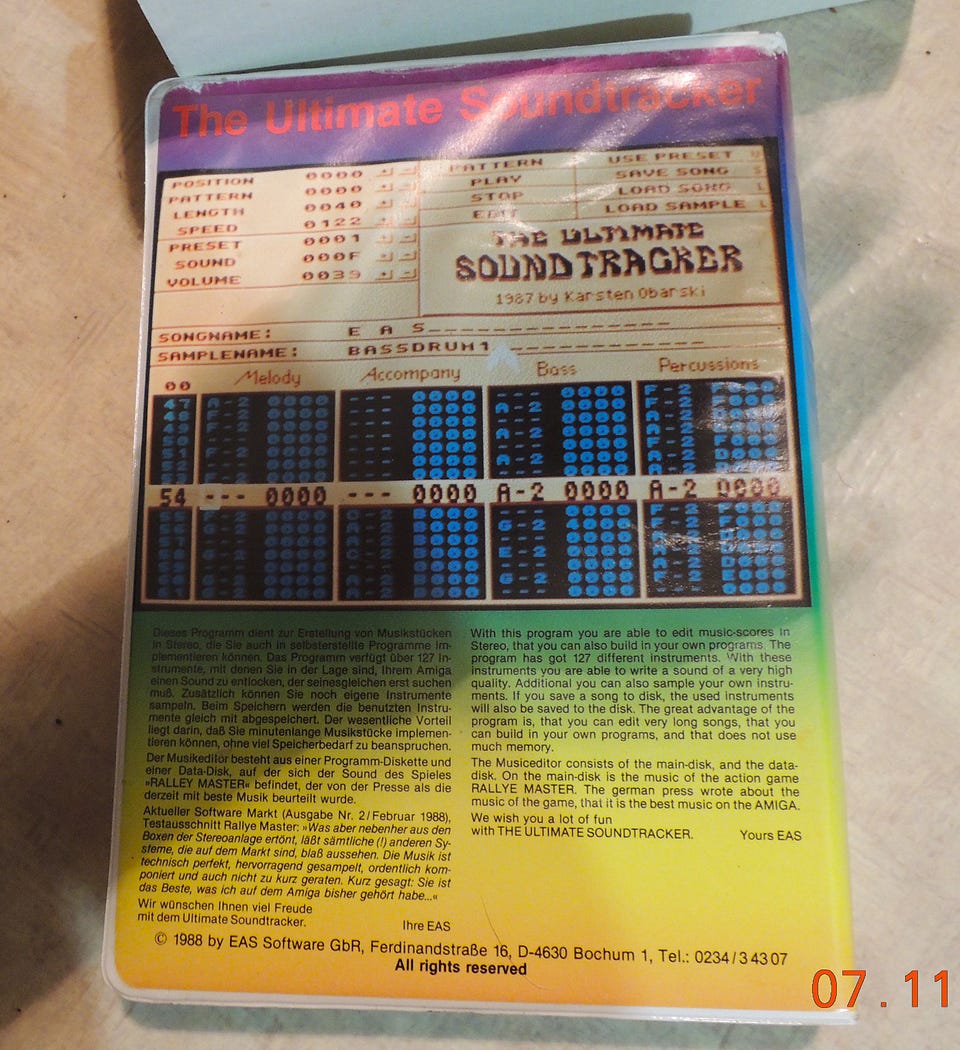 The Ultimate Soundtracker
POSITION 0000
PATTERN 0000
LENGTH 0040
SPEED 0122
PRESET 0001
SOUND 000F
VOLUME 0039
PATTERN USE PRESET
PLAY SAVE SONG
STOP LOAD SONG
EDIT LOAD SAMPLE
THE ULTIMATE
SOUNDTRACKER
1987 by Karsten Obarski
SONGNAME: E A S
SAMPLENAME: BASSDRUM1
00 Melody Accompany Bass Percussions
54 --- 0000 --- 0000 A-2 0000 A-2 0000
Dieses Programm dient zur Erstellung von Musikstücken
in Stereo, die Sie auch in selbsterstellte Programme im-
plementieren können. Das Programm verfügt über 127 In-
strumente, mit denen Sie in der Lage sind, Ihrem Amiga
einen Sound zu entlocken, der seinesgleichen erst suchen
muß. Zusätzlich können Sie noch eigene Instrumente
sampeln. Beim Speichern werden die benutzten Instru-
mente gleich mit abgespeichert. Der wesentliche Vorteil
liegt darin, daß Sie minutenlange Musikstücke implemen-
tieren können, ohne viel Speicherbedarf zu beanspruchen.
Der Musikeditor besteht aus einer Programm-Diskette und
einer Data-Disk, auf der sich der Sound des Spieles
»RALLEY MASTER« befindet, der von der Presse als die
derzeit mit beste Musik beurteilt wurde.
Aktueller Software Markt (Ausgabe Nr. 2/Februar 1988),
Testausschnitt Rallye Master: »Was aber nebenher aus den
Boxen der Stereoanlage ertönt, läßt sämtliche (!) anderen Sy-
steme, die auf dem Markt sind, blaß aussehen. Die Musik ist
technisch perfekt, hervorragend gesampelt, ordentlich kom-
poniert und auch nicht zu kurz geraten. Kurz gesagt: Sie ist
das Beste, was ich auf dem Amiga bisher gehört habe...«
Wir wünschen Ihnen viel Freude
mit dem Ultimate Soundtracker. Ihre EAS
With this program you are able to edit music-scores in
Stereo, that you can also build in your own programs. The
program has got 127 different instruments. With these
instruments you are able to write a sound of a very high
quality. Additional you can also sample your own instru-
ments. If you save a song to disk, the used instruments
will also be saved to the disk. The great advantage of the
program is, that you can edit very long songs, that you
can build in your own programs, and that does not use
much memory.
The Musiceditor consists of the main-disk, and the data-
disk. On the main-disk is the music of the action game
RALLYE MASTER. The german press wrote about the
music of the game, that it is the best music on the AMIGA.
We wish you a lot of fun
with THE ULTIMATE SOUNDTRACKER. Yours EAS
© 1988 by EAS Software GbR, Ferdinandstraße 16, D-4630 Bochum 1, Tel.: 0234/3 43 07
All rights reserved
07.11